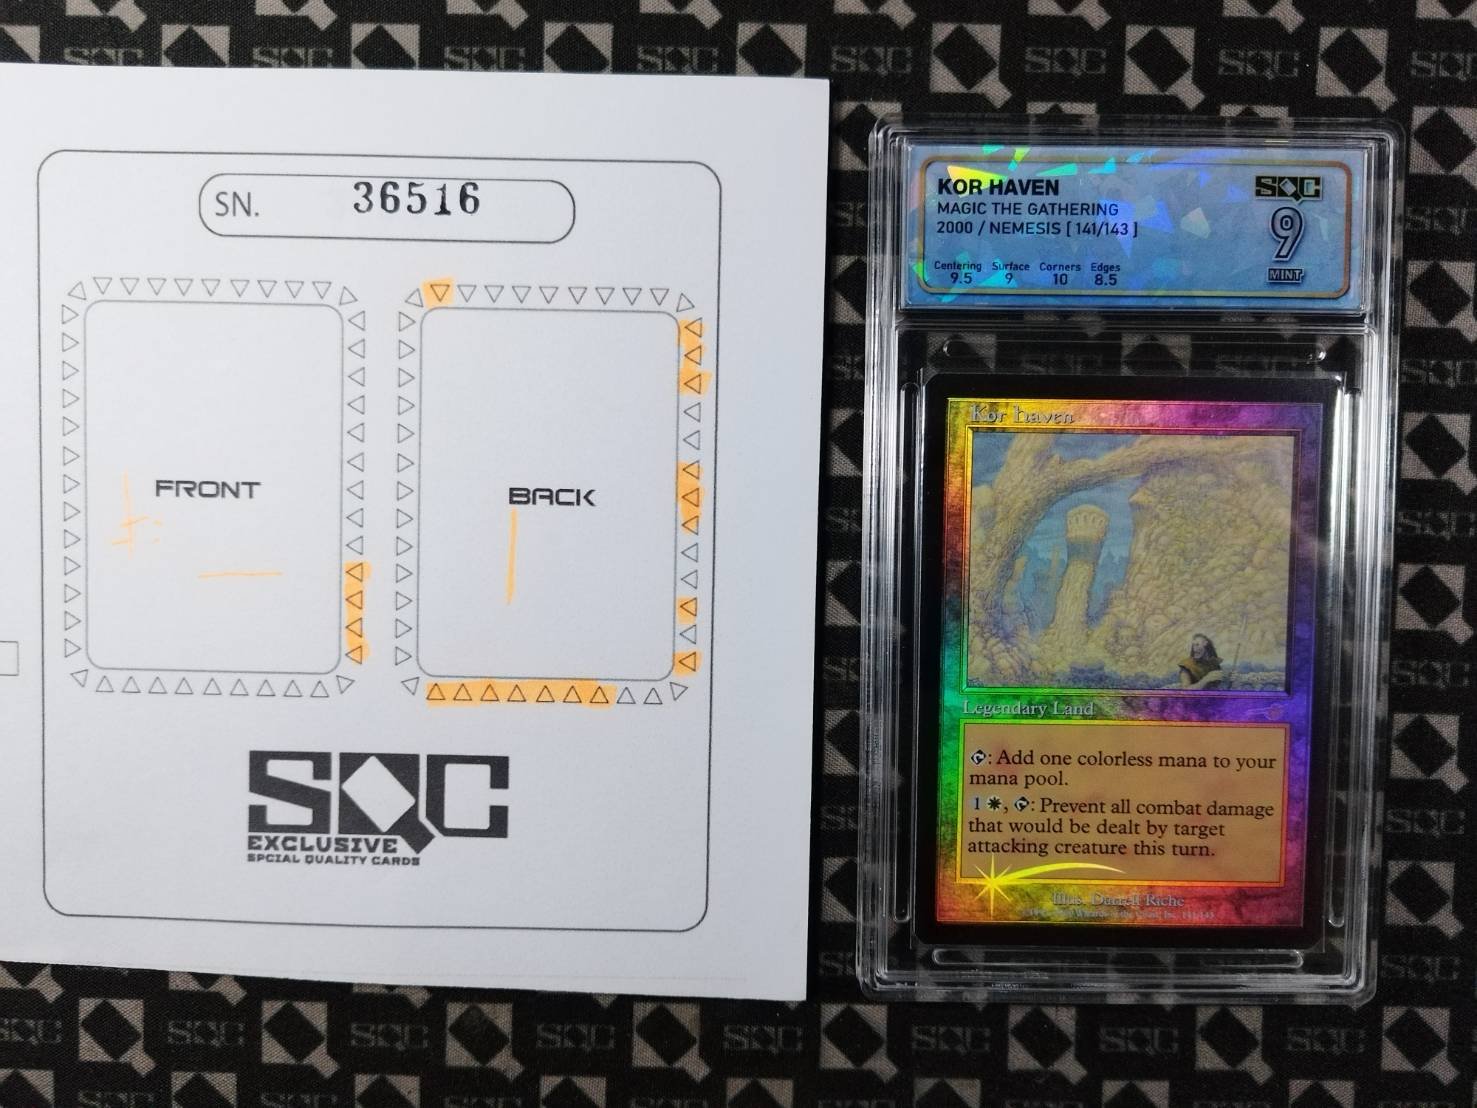 SN. 36516
FRONT
BACK
SQC
EXCLUSIVE
SPCIAL QUALITY CARDS
KOR HAVEN
MAGIC THE GATHERING
2000 / NEMESIS [ 141/143 ]
Centering Surface Corners Edges
9.5 9 10 8.5
SQC
9
MINT
Kor Haven
Legendary Land
: Add one colorless mana to your
mana pool.
1 , : Prevent all combat damage
that would be dealt by target
attacking creature this turn.
Illus. Darrell Riche